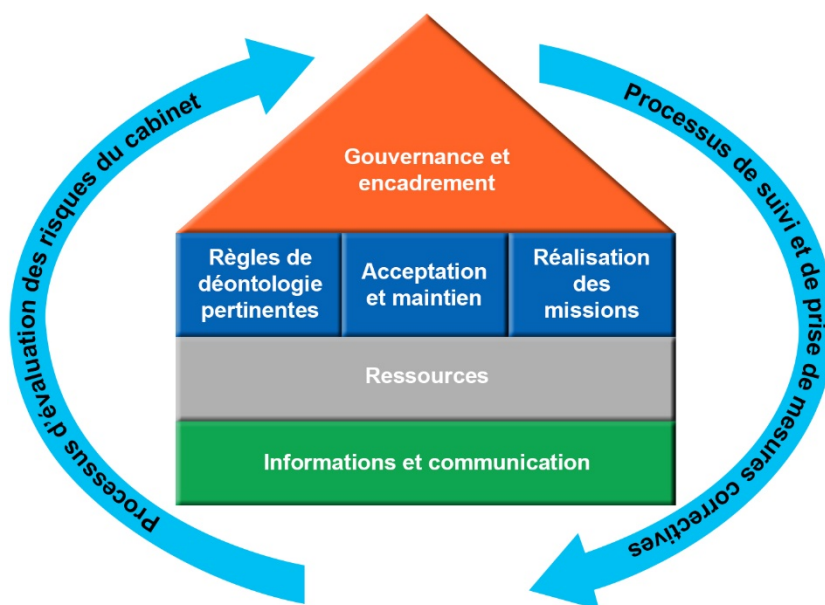 Processus d'évaluation des risques du cabinet
Processus de suivi et de prise de mesures correctives
Gouvernance et
encadrement
Règles de
déontologie
pertinentes
Acceptation
et maintien
Réalisation
des
missions
Ressources
Informations et communication